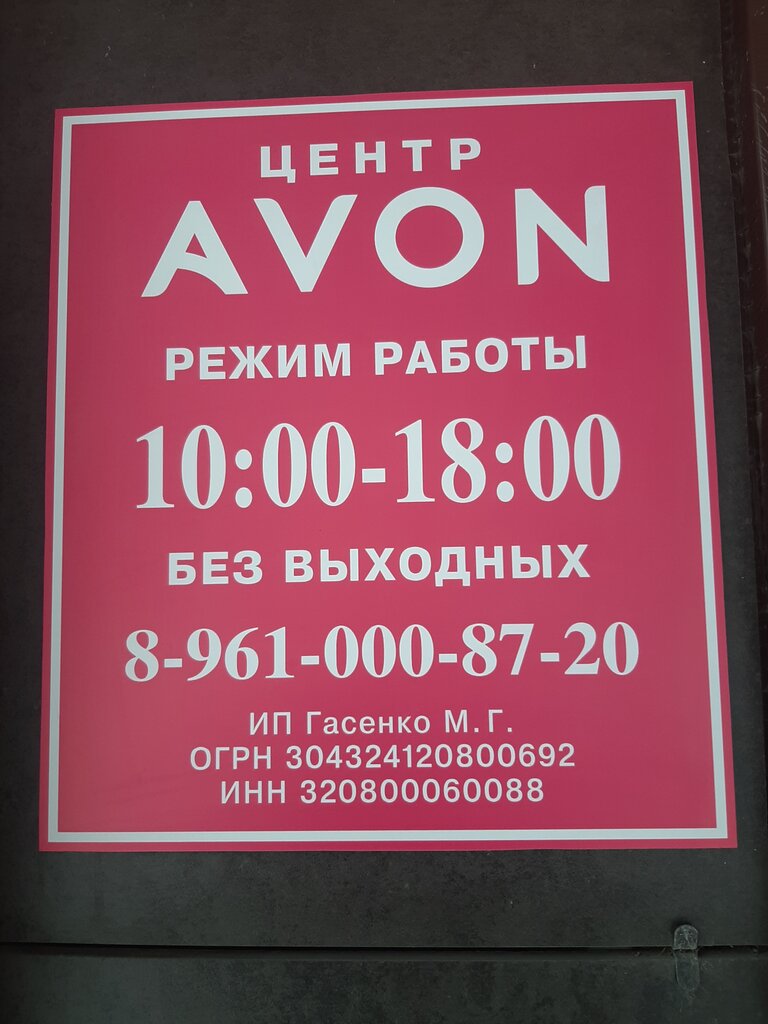 ЦЕНТР
AVON
РЕЖИМ РАБОТЫ
10:00-18:00
БЕЗ ВЫХОДНЫХ
8-961-000-87-20
ИП Гасенко М.Г.
ОГРН 304324120800692
ИНН 320800060088